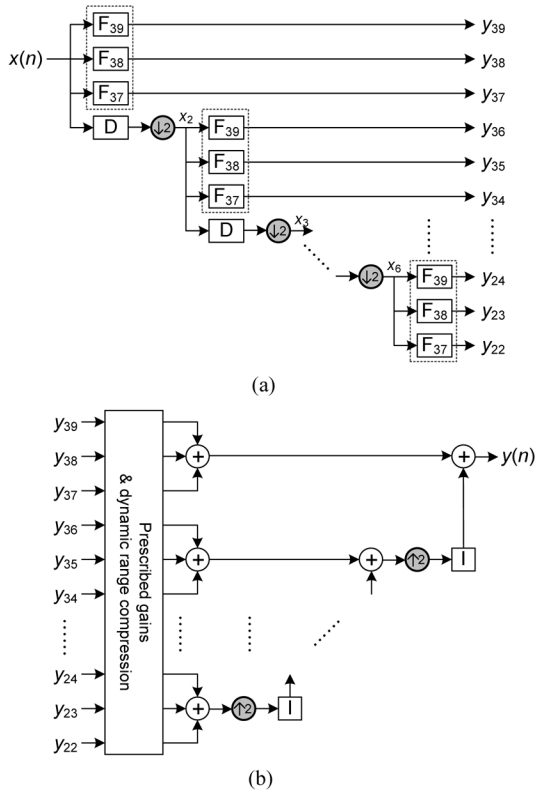 F39 y39
x(n) F38 y38
F37 y37
D ↓2 x2 F39 y36
F38 y35
F37 y34
D ↓2 x3
↓2 x6 F39 y24
F38 y23
F37 y22
(a)
y39
y38 + + y(n)
y37
y36
y35 + + ↑2 I
y34
Prescribed gains
& dynamic range compression
y24
y23 + ↑2 I
y22
(b)